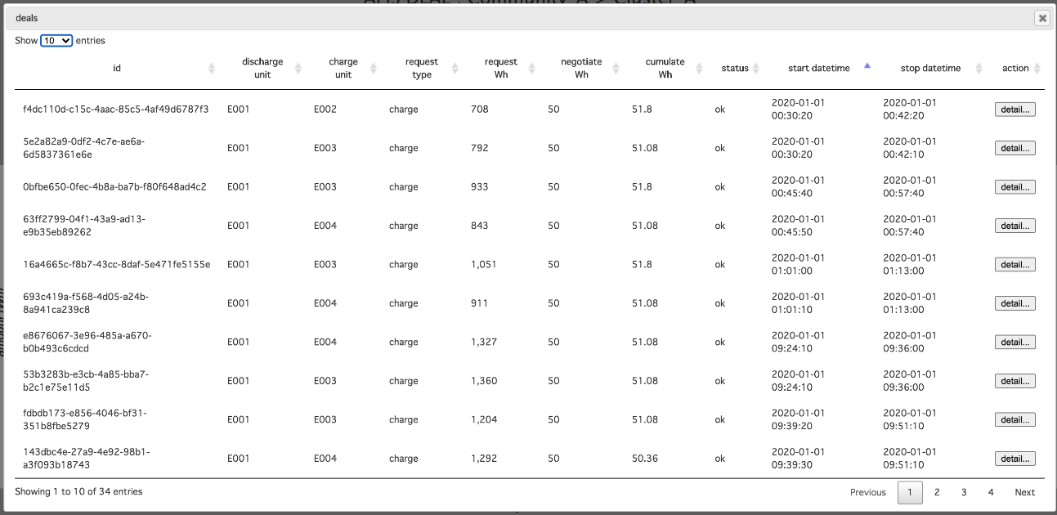 deals
Show 10 entries
id discharge unit charge unit request type request Wh negotiate Wh cumulate Wh status start datetime stop datetime action
f4dc110d-c15c-4aac-85c5-4af49d6787f3 E001 E002 charge 708 50 51.8 ok 2020-01-01 00:30:20 2020-01-01 00:42:20 detail...
5e2a82a9-0df2-4c7e-ae6a-6d5837361e6e E001 E003 charge 792 50 51.08 ok 2020-01-01 00:30:20 2020-01-01 00:42:10 detail...
0bfbe650-0fec-4b8a-ba7b-f80f648ad4c2 E001 E003 charge 933 50 51.8 ok 2020-01-01 00:45:40 2020-01-01 00:57:40 detail...
63ff2799-04f1-43a9-ad13-e9b35eb89262 E001 E004 charge 843 50 51.08 ok 2020-01-01 00:45:50 2020-01-01 00:57:40 detail...
16a4665c-f8b7-43cc-8daf-5e471fe5155e E001 E003 charge 1,051 50 51.8 ok 2020-01-01 01:01:00 2020-01-01 01:13:00 detail...
693c419a-f568-4d05-a24b-8a941ca239c8 E001 E004 charge 911 50 51.08 ok 2020-01-01 01:01:10 2020-01-01 01:13:00 detail...
e8676067-3e96-485a-a670-b0b493c6cdcd E001 E004 charge 1,327 50 51.08 ok 2020-01-01 09:24:10 2020-01-01 09:36:00 detail...
53b3283b-e3cb-4a85-bba7-b2c1e75e11d5 E001 E003 charge 1,360 50 51.08 ok 2020-01-01 09:24:10 2020-01-01 09:36:00 detail...
fdbdb173-e856-4046-bf31-351b8fbe5279 E001 E003 charge 1,204 50 51.08 ok 2020-01-01 09:39:20 2020-01-01 09:51:10 detail...
143dbc4e-27a9-4e92-98b1-a3f093b18743 E001 E004 charge 1,292 50 50.36 ok 2020-01-01 09:39:30 2020-01-01 09:51:10 detail...
Showing 1 to 10 of 34 entries Previous 1 2 3 4 Next